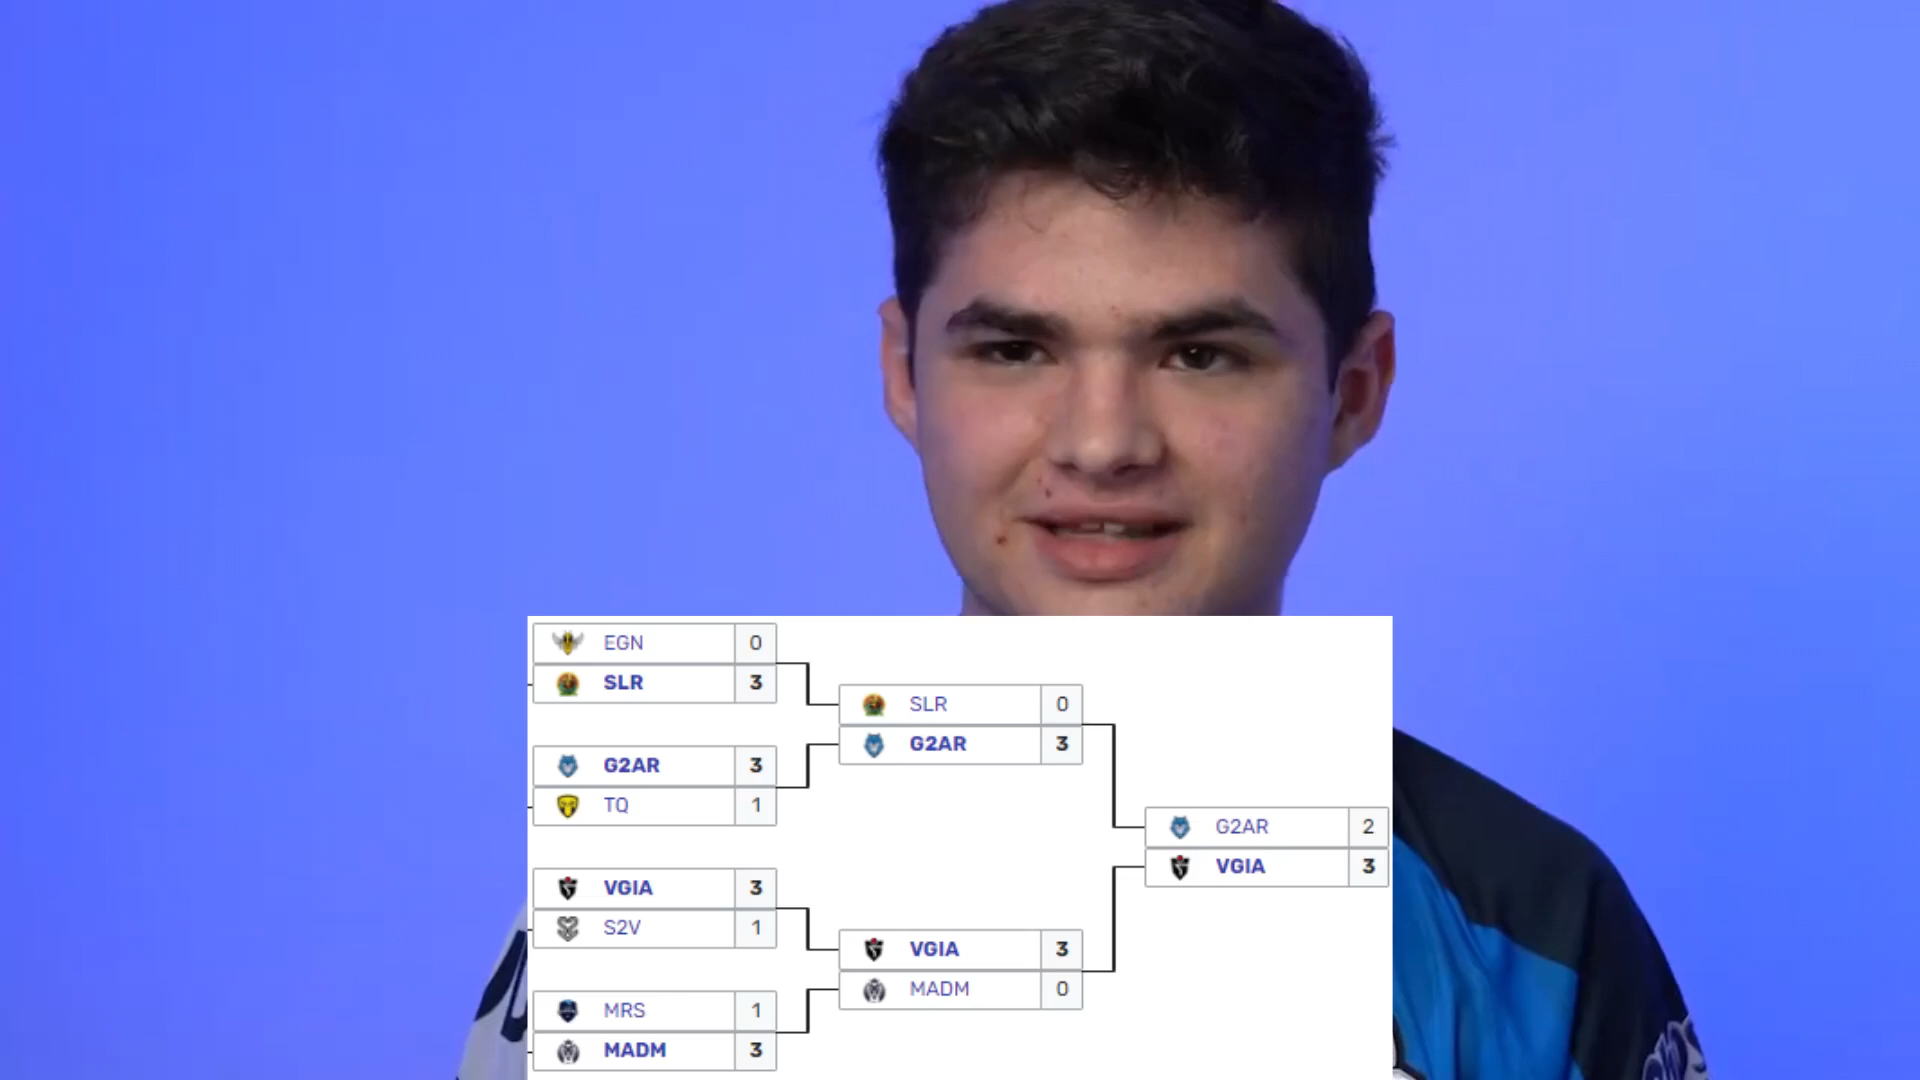 EGN 0
SLR 3
G2AR 3
TQ 1
VGIA 3
S2V 1
MRS 1
MADM 3
SLR 0
G2AR 3
VGIA 3
MADM 0
G2AR 2
VGIA 3